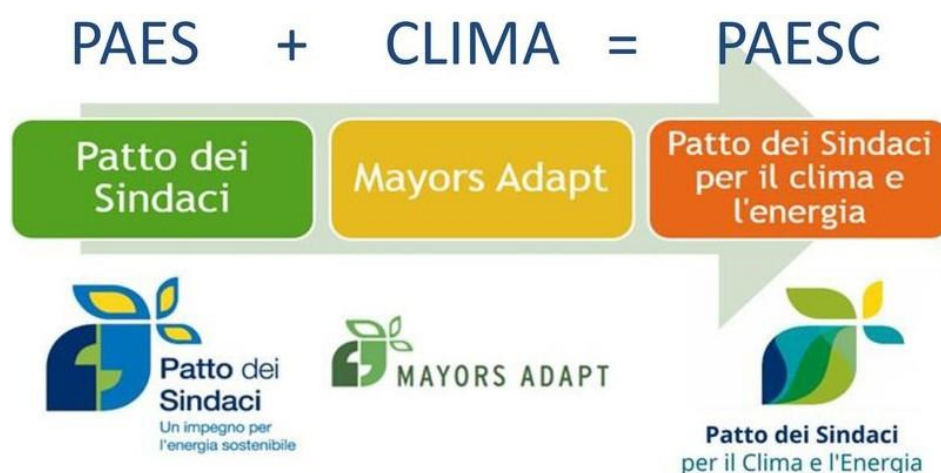 PAES + CLIMA = PAESC
Patto dei
Sindaci
Mayors Adapt
Patto dei Sindaci
per il clima e
l'energia
Patto dei
Sindaci
Un impegno per
l'energia sostenibile
MAYORS ADAPT
Patto dei Sindaci
per il Clima e l'Energia